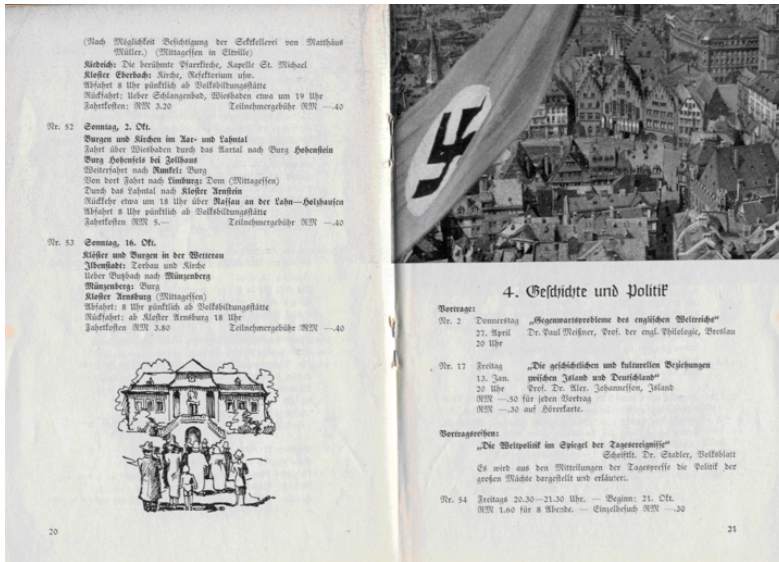 (Nach Möglichkeit Besichtigung der Sektkellerei von Matthäus
Müller.) (Mittagessen in Eltville)
Kiedrich: Die berühmte Pfarrkirche, Kapelle St. Michael
Kloster Eberbach: Kirche, Refektorium usw.
Abfahrt 8 Uhr pünktlich ab Volksbildungsstätte
Rückfahrt: Ueber Schlangenbad, Wiesbaden etwa um 19 Uhr
Fahrtkosten: RM 3.20 Teilnehmergebühr RM —.40
Nr. 52 Sonntag, 2. Okt.
Burgen und Kirchen im Aar- und Lahntal
Fahrt über Wiesbaden durch das Aartal nach Burg Hohenstein
Burg Hohenfels bei Zollhaus
Weiterfahrt nach Runkel: Burg
Von dort Fahrt nach Limburg: Dom (Mittagessen)
Durch das Lahntal nach Kloster Arnstein
Rückkehr etwa um 18 Uhr über Nassau an der Lahn—Holzhausen
Abfahrt 8 Uhr pünktlich ab Volksbildungsstätte
Fahrtkosten RM 5.— Teilnehmergebühr RM —.40
Nr. 53 Sonntag, 16. Okt.
Klöster und Burgen in der Wetterau
Ilbenstadt: Torbau und Kirche
Ueber Butzbach nach Münzenberg
Münzenberg: Burg
Kloster Arnsburg (Mittagessen)
Abfahrt: 8 Uhr pünktlich ab Volksbildungsstätte
Rückfahrt: ab Kloster Arnsburg 18 Uhr
Fahrtkosten RM 3.80 Teilnehmergebühr RM —.40
20
4. Geschichte und Politik
Vorträge:
Nr. 2 Donnerstag „Gegenwartsprobleme des englischen Weltreichs"
27. April Dr. Paul Meißner, Prof. der engl. Philologie, Breslau
20 Uhr
Nr. 17 Freitag „Die geschichtlichen und kulturellen Beziehungen
13. Jan. zwischen Island und Deutschland"
20 Uhr Prof. Dr. Alex. Johannesson, Island
RM —.50 für jeden Vortrag
RM —.30 auf Hörerkarte.
Vortragsreihen:
„Die Weltpolitik im Spiegel der Tagesereignisse"
Schriftlt. Dr. Stadler, Volksblatt
Es wird aus den Mitteilungen der Tagespresse die Politik der
großen Mächte dargestellt und erläutert.
Nr. 54 Freitags 20.30—21.30 Uhr. — Beginn: 21. Okt.
RM 1.60 für 8 Abende. — Einzelbesuch RM —.30
21